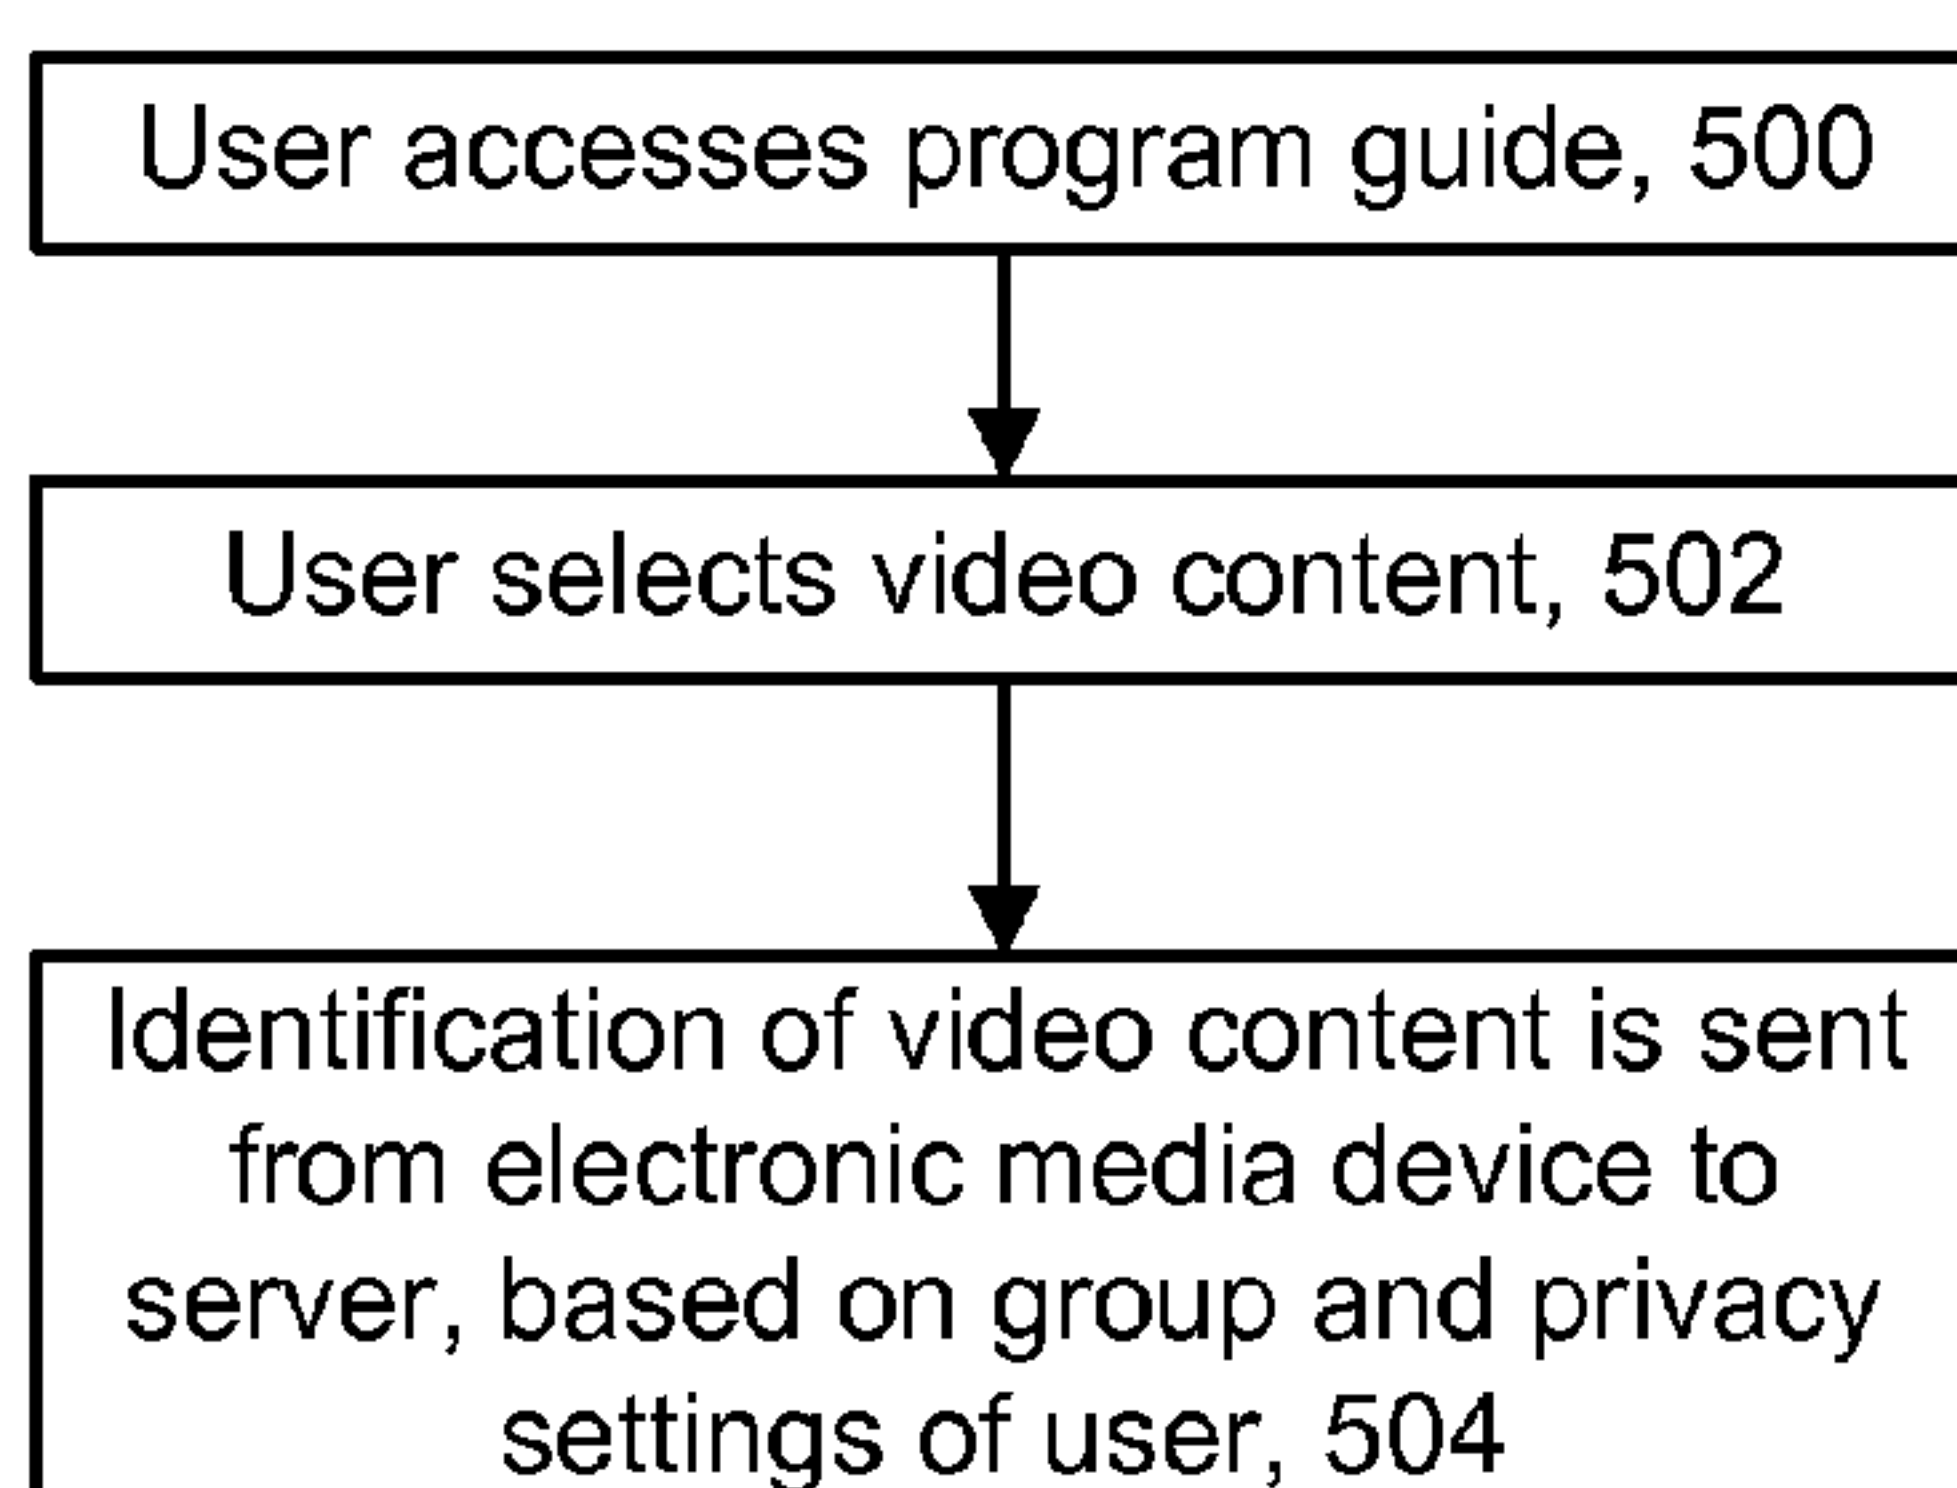 User accesses program guide, 500
User selects video content, 502
Identification of video content is sent
from electronic media device to
server, based on group and privacy
settings of user, 504